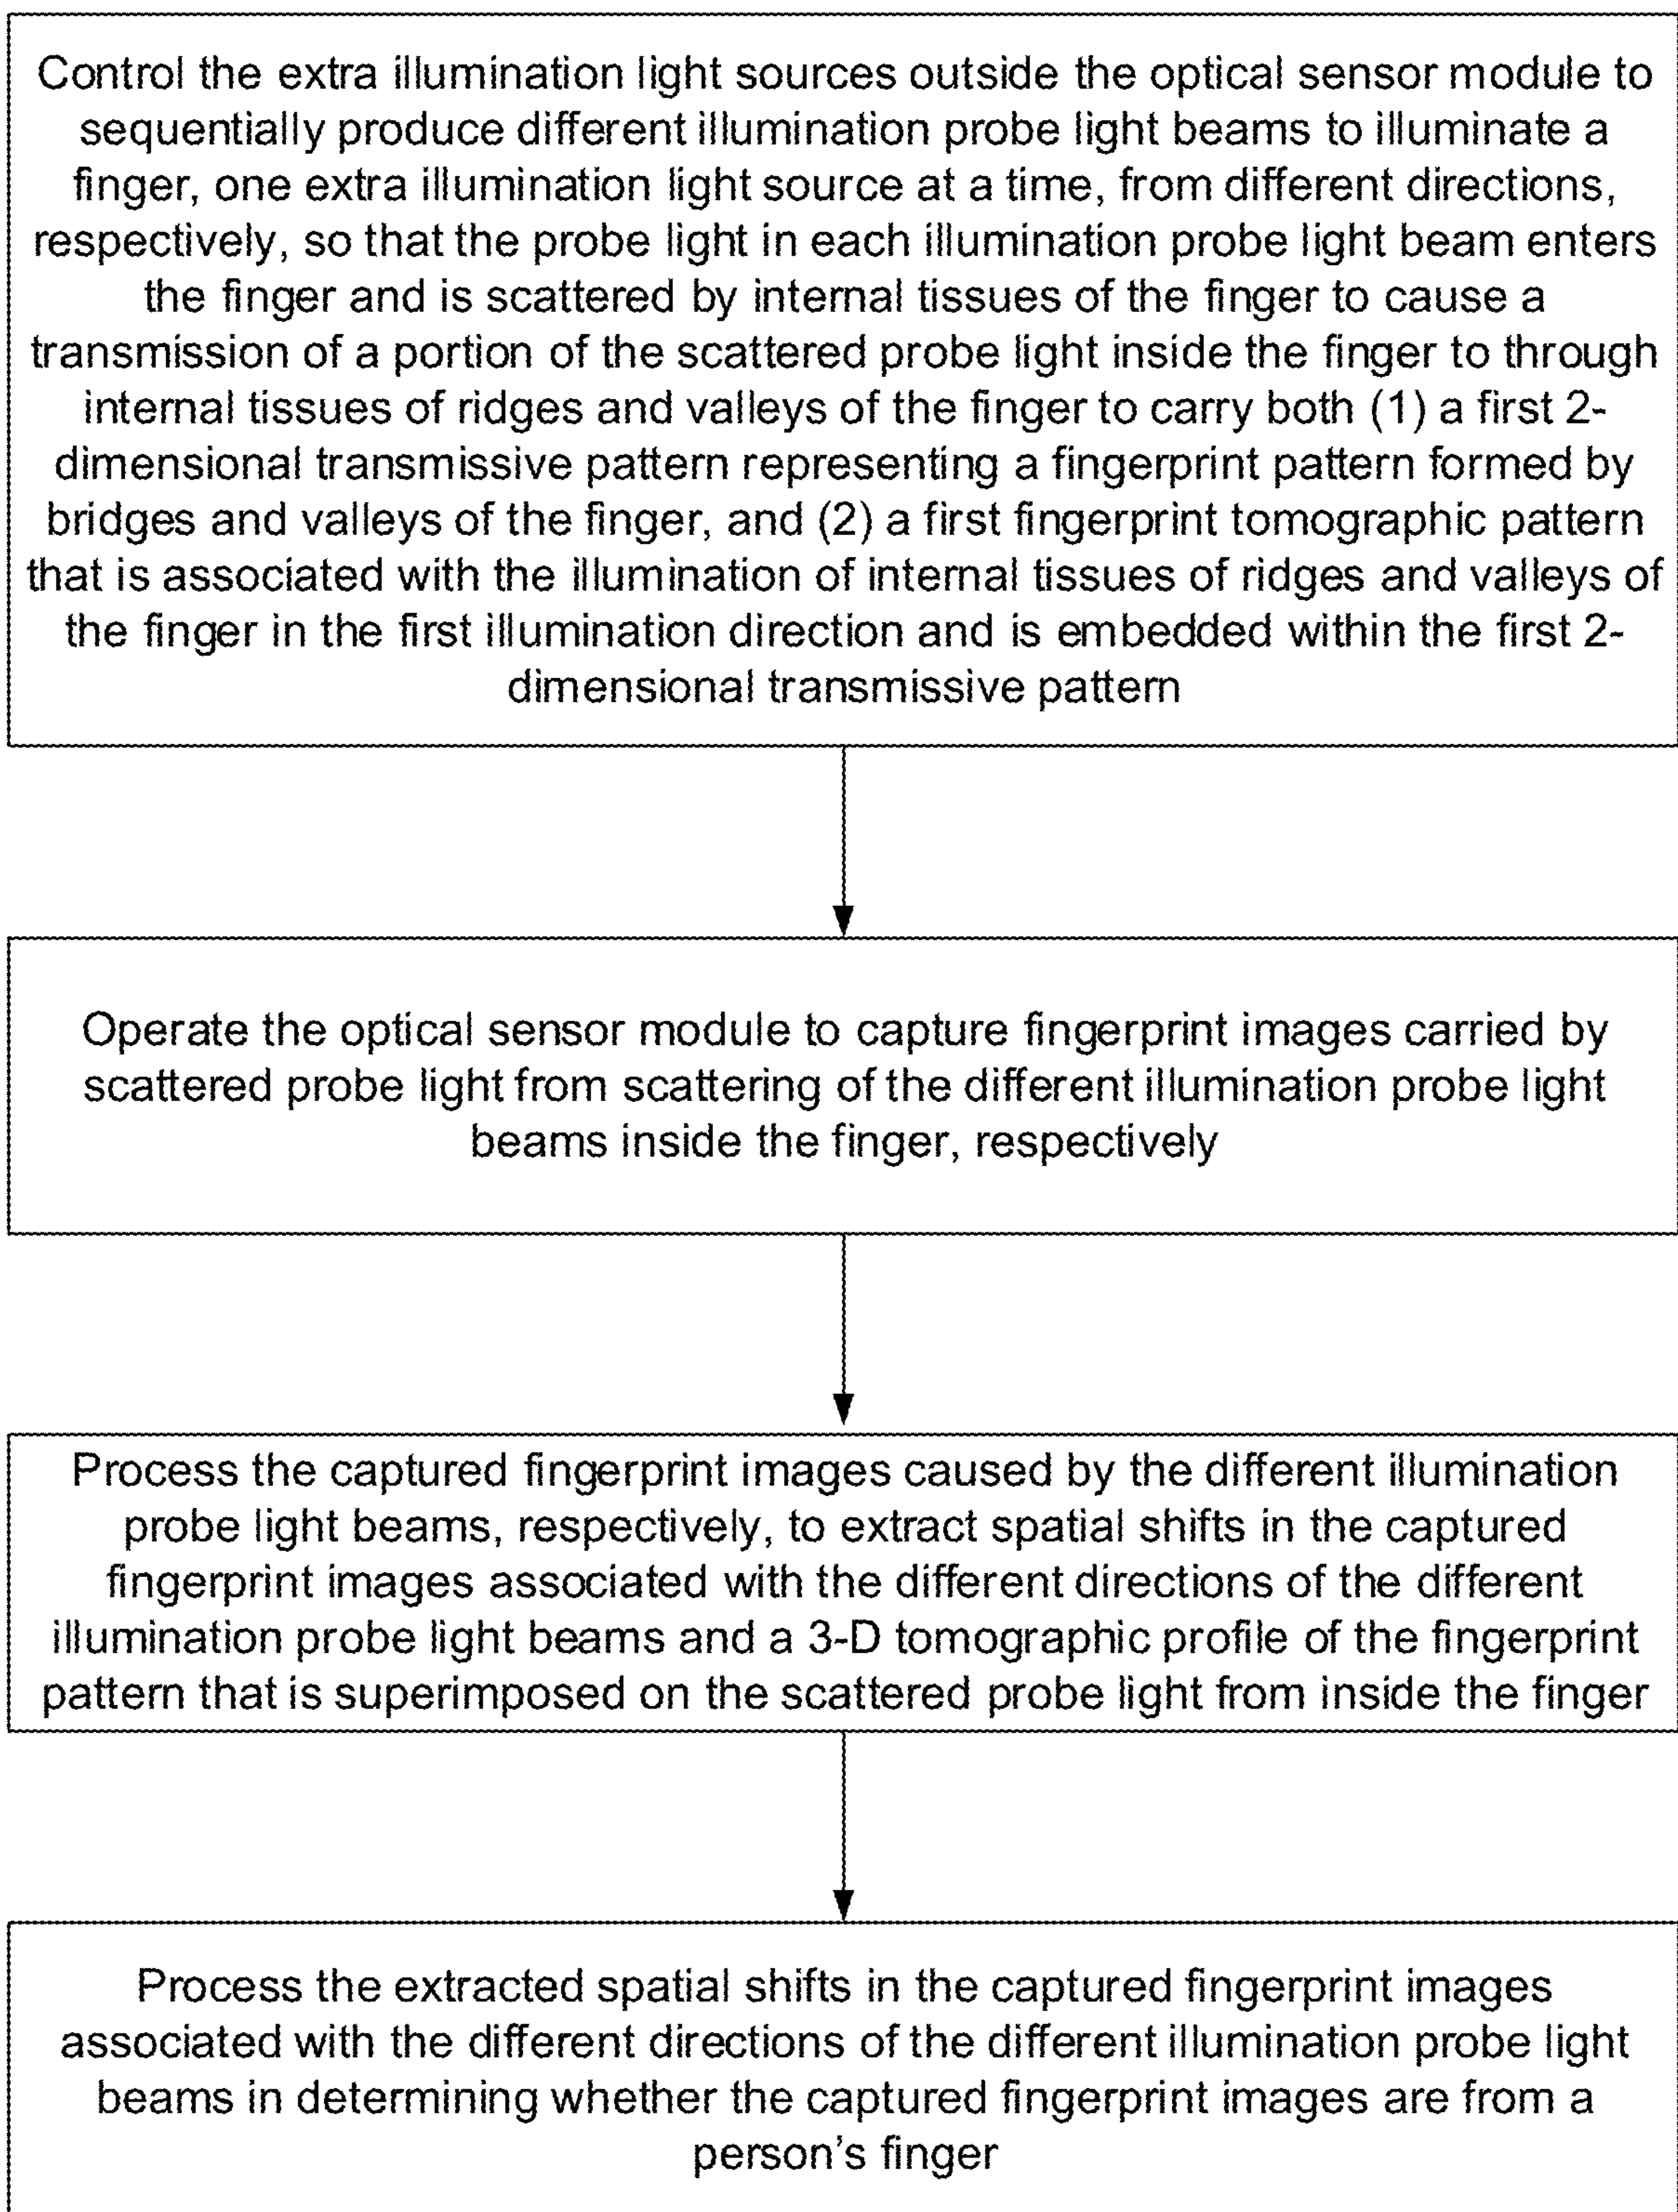 Control the extra illumination light sources outside the optical sensor module to
sequentially produce different illumination probe light beams to illuminate a
finger, one extra illumination light source at a time, from different directions,
respectively, so that the probe light in each illumination probe light beam enters
the finger and is scattered by internal tissues of the finger to cause a
transmission of a portion of the scattered probe light inside the finger to through
internal tissues of ridges and valleys of the finger to carry both (1) a first 2-
dimensional transmissive pattern representing a fingerprint pattern formed by
bridges and valleys of the finger, and (2) a first fingerprint tomographic pattern
that is associated with the illumination of internal tissues of ridges and valleys of
the finger in the first illumination direction and is embedded within the first 2-
dimensional transmissive pattern
Operate the optical sensor module to capture fingerprint images carried by
scattered probe light from scattering of the different illumination probe light
beams inside the finger, respectively
Process the captured fingerprint images caused by the different illumination
probe light beams, respectively, to extract spatial shifts in the captured
fingerprint images associated with the different directions of the different
illumination probe light beams and a 3-D tomographic profile of the fingerprint
pattern that is superimposed on the scattered probe light from inside the finger
Process the extracted spatial shifts in the captured fingerprint images
associated with the different directions of the different illumination probe light
beams in determining whether the captured fingerprint images are from a
person's finger